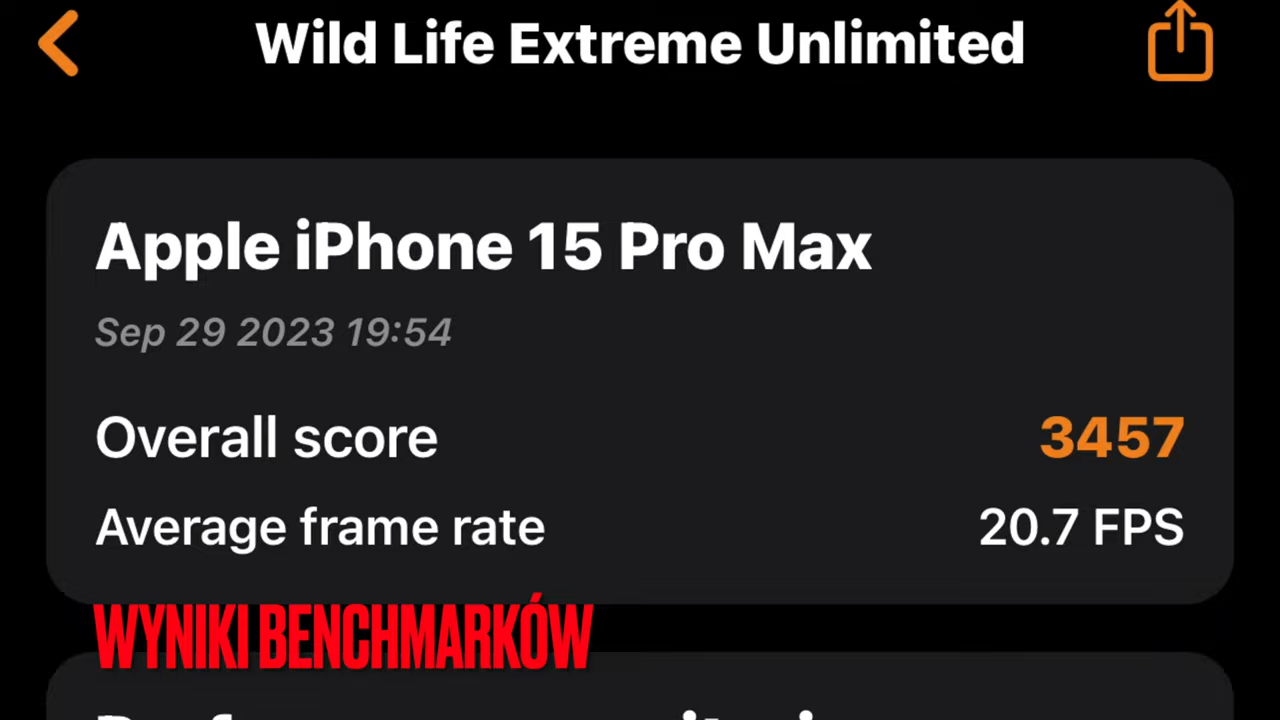 Wild Life Extreme Unlimited
Apple iPhone 15 Pro Max
Sep 29 2023 19:54
Overall score 3457
Average frame rate 20.7 FPS
WYNIKI BENCHMARKÓW